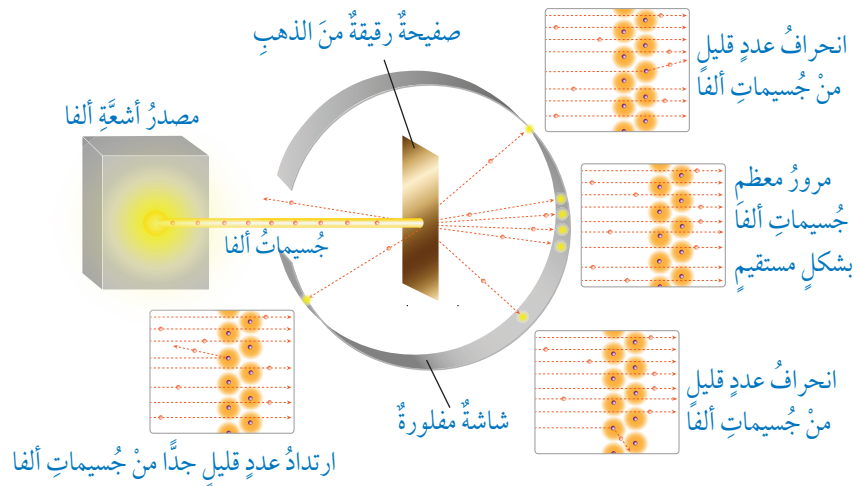 صفيحةٌ رقيقةٌ منَ الذهبِ
انحرافُ عددٍ قليلٍ
منْ جُسيماتِ ألفا
مصدرُ أشعَّةِ ألفا
مرورُ معظمِ
جُسيماتِ ألفا
بشكلٍ مستقيمٍ
جُسيماتُ ألفا
انحرافُ عددٍ قليلٍ
منْ جُسيماتِ ألفا
شاشةٌ مفلورةٌ
ارتدادُ عددٍ قليلٍ جدًّا منْ جُسيماتِ ألفا